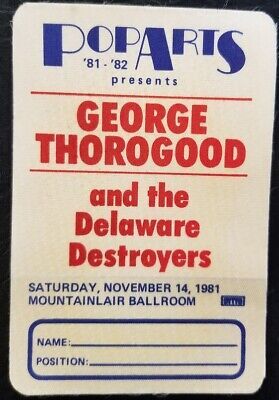 POPARTS
'81-'82
presents
GEORGE
THOROGOOD
and the
Delaware
Destroyers
SATURDAY, NOVEMBER 14, 1981
MOUNTAINLAIR BALLROOM
NAME:
POSITION: